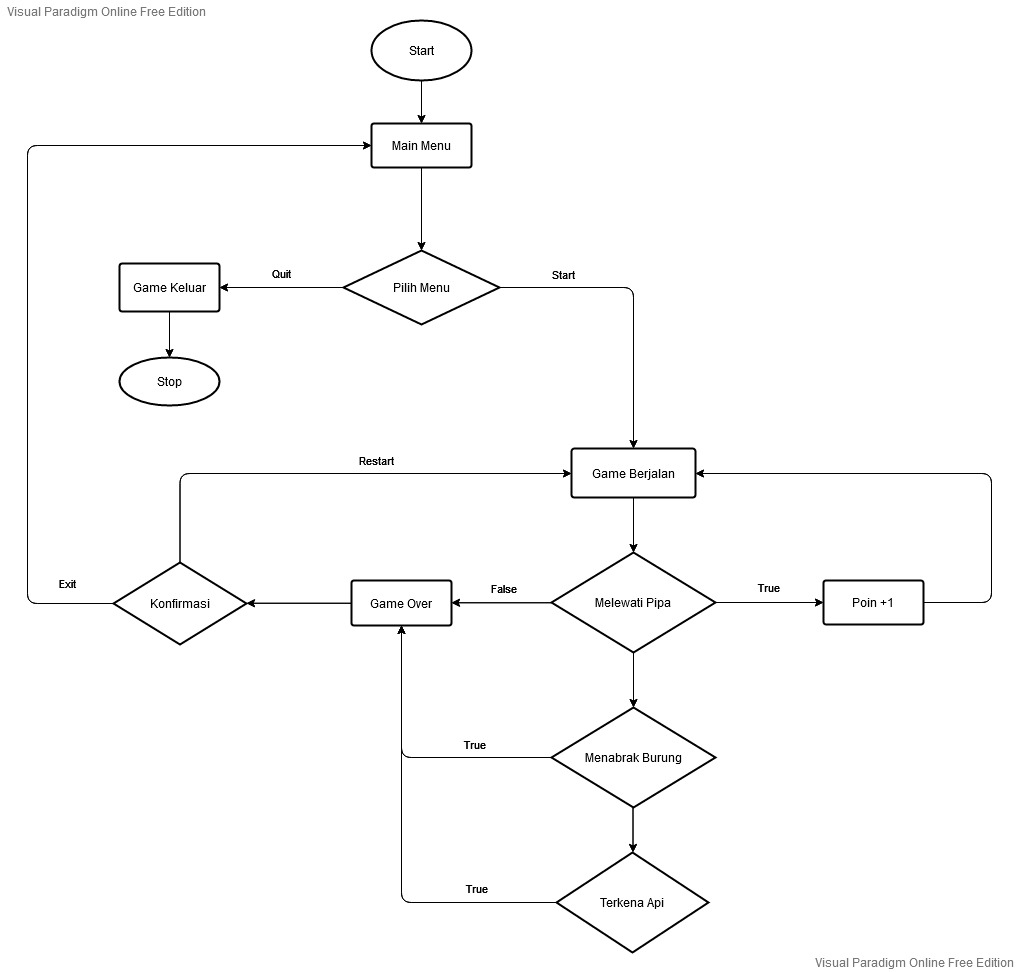 Visual Paradigm Online Free Edition
Start
Main Menu
Quit
Start
Game Keluar
Pilih Menu
Stop
Restart
Game Berjalan
Exit
False
True
Konfirmasi
Game Over
Melewati Pipa
Poin +1
True
Menabrak Burung
True
Terkena Api
Visual Paradigm Online Free Edition